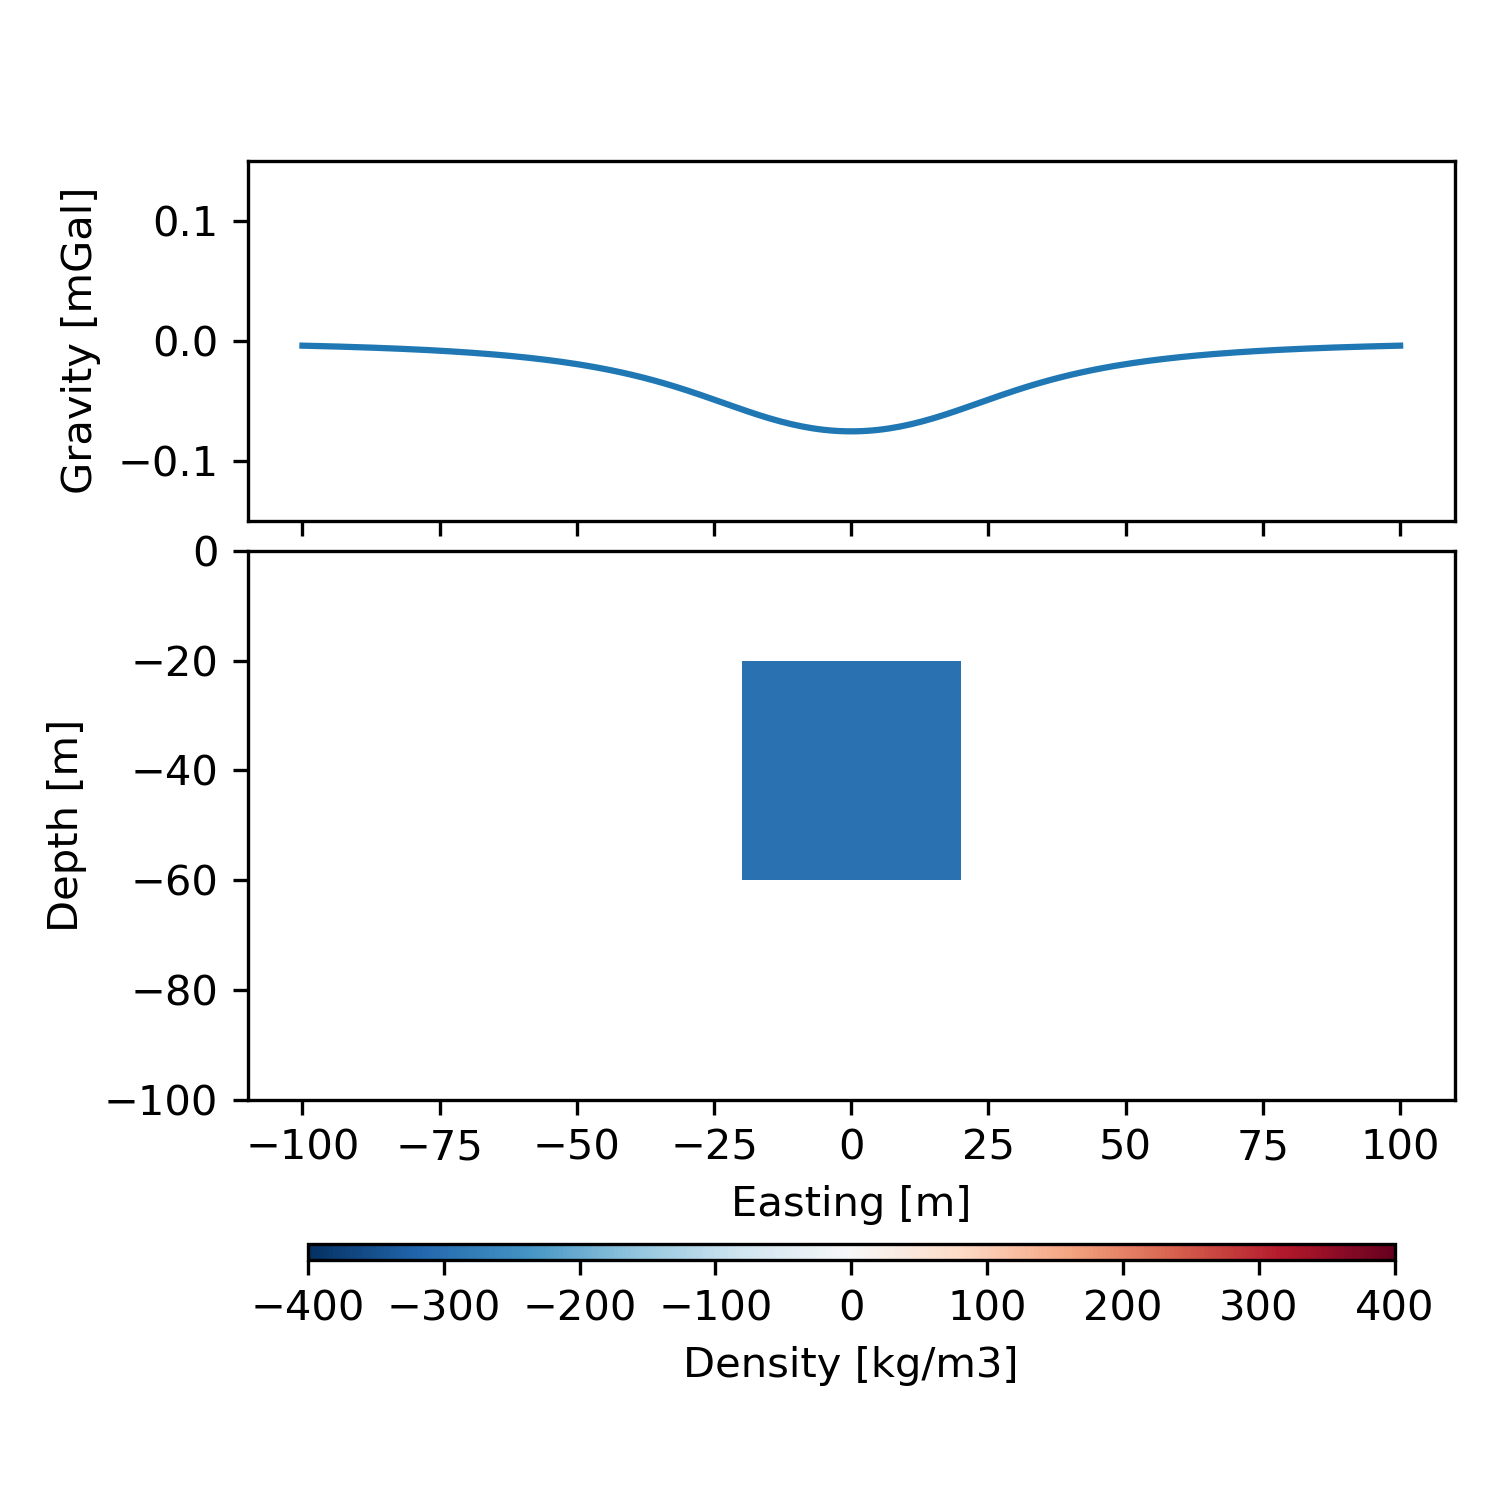 Gravity [mGal]
0.1
0.0
−0.1
Depth [m]
0
−20
−40
−60
−80
−100
−100 −75 −50 −25 0 25 50 75 100
Easting [m]
−400 −300 −200 −100 0 100 200 300 400
Density [kg/m3]